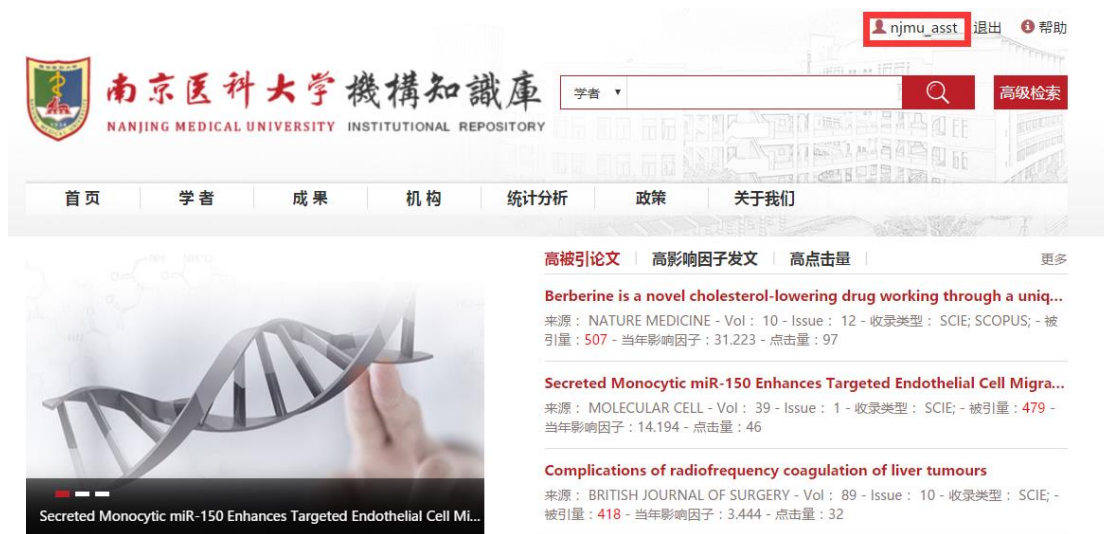 njmu_asst 退出 帮助
南京医科大学 機構知識庫
NANJING MEDICAL UNIVERSITY INSTITUTIONAL REPOSITORY
学者 高级检索
首页 学者 成果 机构 统计分析 政策 关于我们
高被引论文 高影响因子发文 高点击量 更多
Berberine is a novel cholesterol-lowering drug working through a uniq...
来源： NATURE MEDICINE - Vol： 10 - Issue： 12 - 收录类型： SCIE; SCOPUS; - 被
引量：507 - 当年影响因子：31.223 - 点击量：97
Secreted Monocytic miR-150 Enhances Targeted Endothelial Cell Migra...
来源： MOLECULAR CELL - Vol： 39 - Issue： 1 - 收录类型： SCIE; - 被引量：479 -
当年影响因子：14.194 - 点击量：46
Complications of radiofrequency coagulation of liver tumours
来源： BRITISH JOURNAL OF SURGERY - Vol： 89 - Issue： 10 - 收录类型： SCIE; -
被引量：418 - 当年影响因子：3.444 - 点击量：32
Secreted Monocytic miR-150 Enhances Targeted Endothelial Cell Mi...